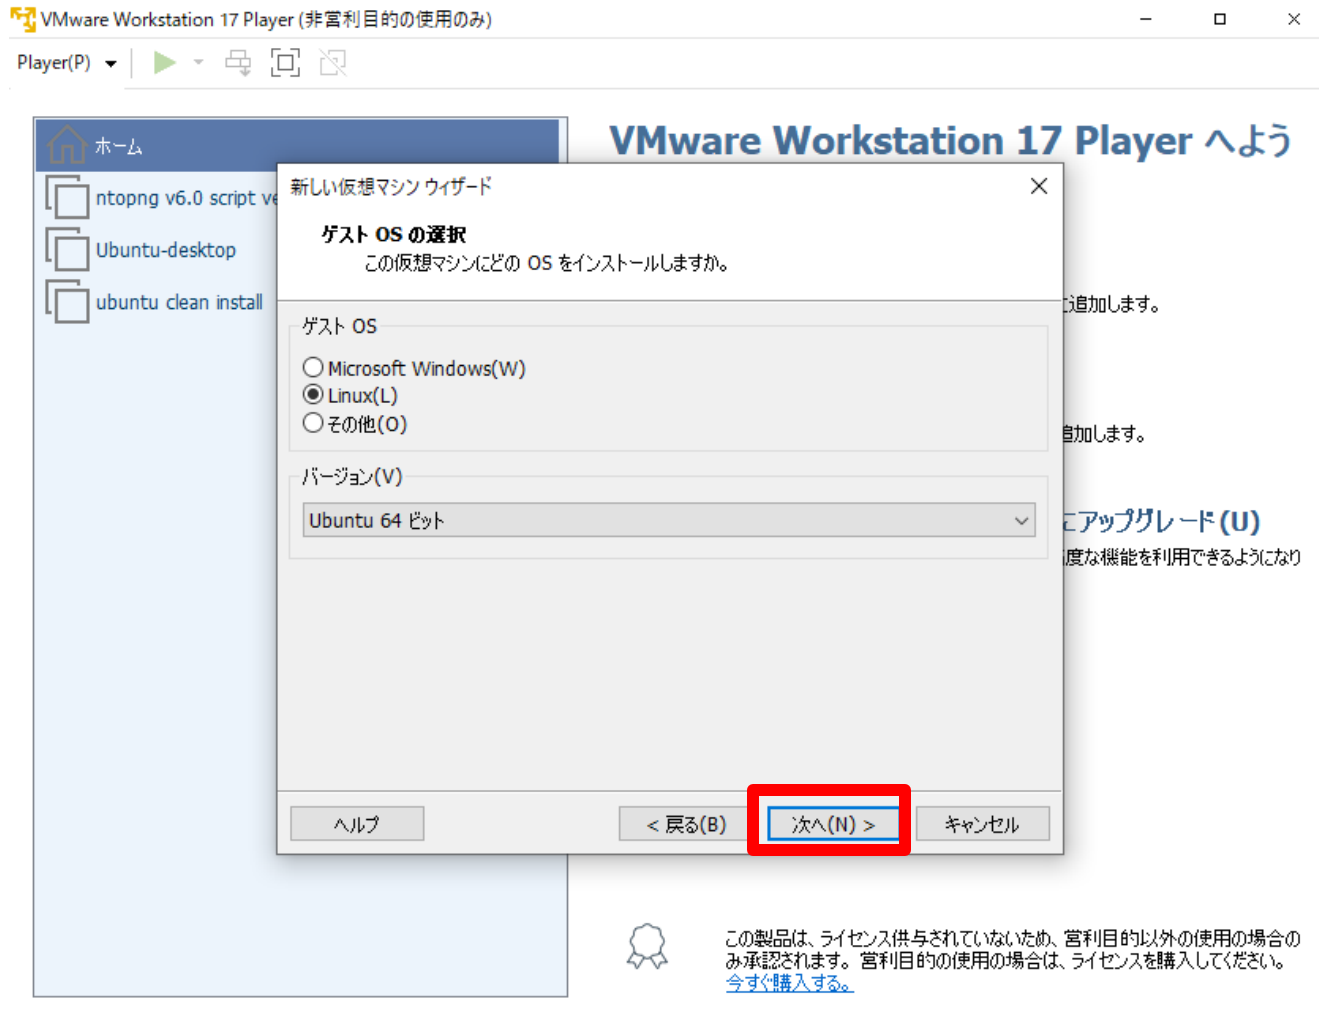 VMware Workstation 17 Player (非営利目的の使用のみ)
Player(P)
ホーム
ntopng v6.0 script ve
Ubuntu-desktop
ubuntu clean install
VMware Workstation 17 Player へよう
新しい仮想マシン ウィザード
ゲスト OS の選択
この仮想マシンにどの OS をインストールしますか。
ゲスト OS
Microsoft Windows(W)
Linux(L)
その他(O)
バージョン(V)
Ubuntu 64 ビット
ヘルプ
< 戻る(B)
次へ(N) >
キャンセル
に追加します。
追加します。
にアップグレード(U)
高度な機能を利用できるようになり
この製品は、ライセンス供与されていないため、営利目的以外の使用の場合の
み承認されます。営利目的の使用の場合は、ライセンスを購入してください。
今すぐ購入する。